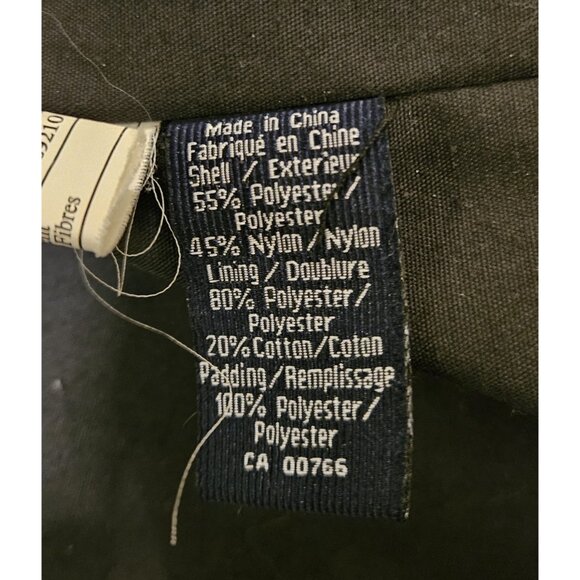 Made in China
Fabriqué en Chine
Shell / Exterieur
55% Polyester/
Polyester
45% Nylon/Nylon
Lining/Doublure
80% Polyester/
Polyester
20%Cotton/Coton
Padding/Remplissage
100% Polyester/
Polyester
CA 00766
Fibres